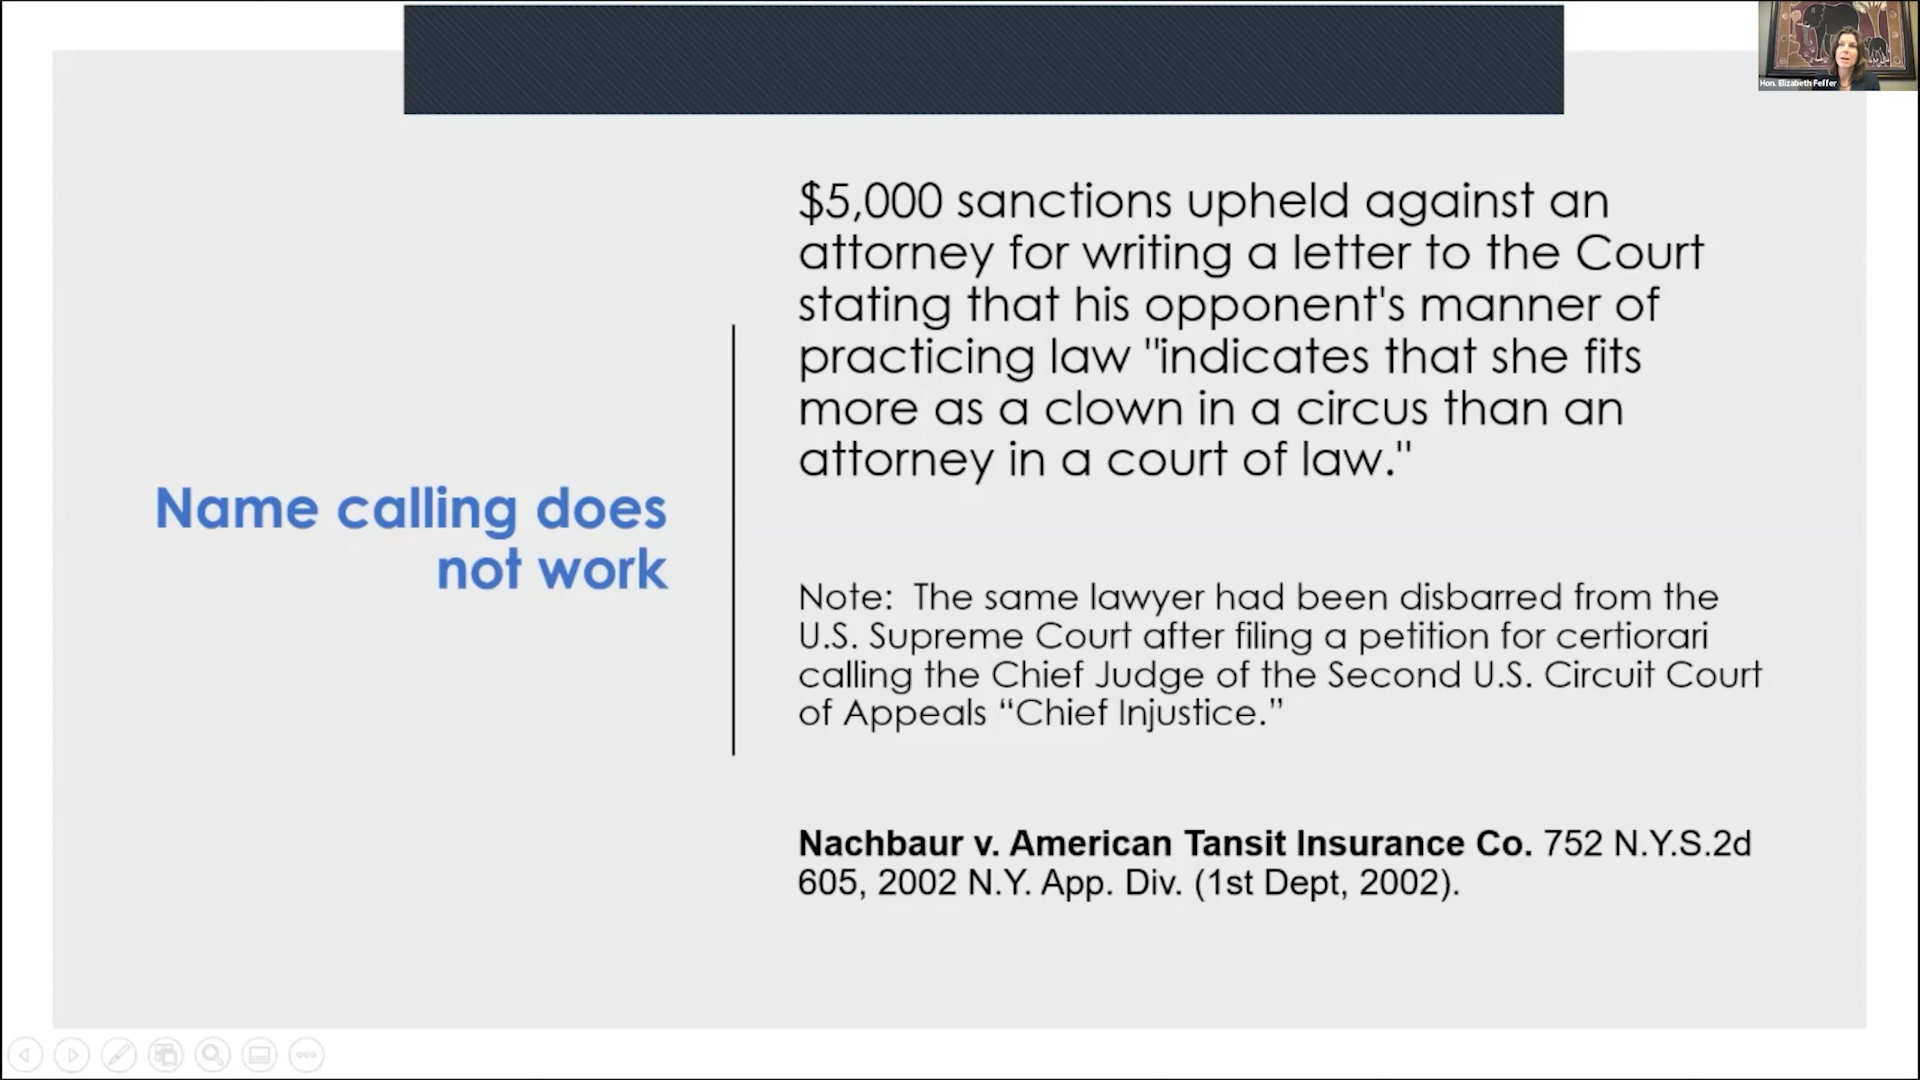 Hon. Elizabeth Feffer
Name calling does
not work
$5,000 sanctions upheld against an
attorney for writing a letter to the Court
stating that his opponent's manner of
practicing law "indicates that she fits
more as a clown in a circus than an
attorney in a court of law."
Note:  The same lawyer had been disbarred from the
U.S. Supreme Court after filing a petition for certiorari
calling the Chief Judge of the Second U.S. Circuit Court
of Appeals “Chief Injustice.”
Nachbaur v. American Tansit Insurance Co. 752 N.Y.S.2d
605, 2002 N.Y. App. Div. (1st Dept, 2002).